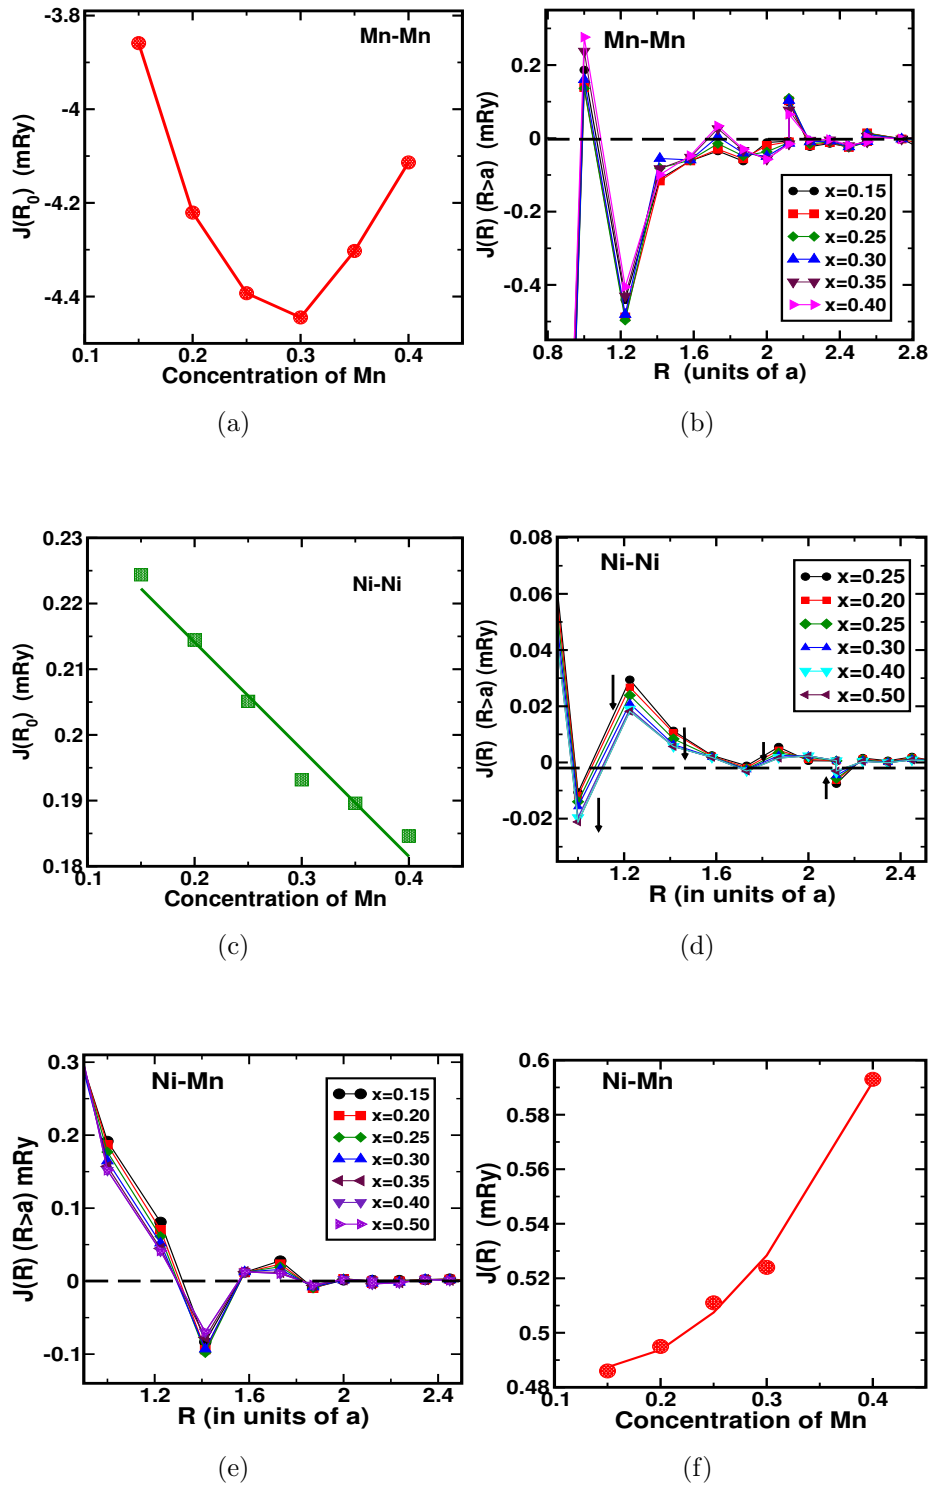 -3.8
-4
-4.2
-4.4
0.1 0.2 0.3 0.4
J(R0) (mRy)
Concentration of Mn
Mn-Mn
(a)
0.2
0
-0.2
-0.4
0.8 1.2 1.6 2 2.4 2.8
J(R) (R>a) (mRy)
R (units of a)
Mn-Mn
x=0.15
x=0.20
x=0.25
x=0.30
x=0.35
x=0.40
(b)
0.23
0.22
0.21
0.2
0.19
0.18
0.1 0.2 0.3 0.4
J(R0) (mRy)
Concentration of Mn
Ni-Ni
(c)
0.08
0.06
0.04
0.02
0
-0.02
1.2 1.6 2 2.4
J(R) (R>a) (mRy)
R (in units of a)
Ni-Ni
x=0.25
x=0.20
x=0.25
x=0.30
x=0.40
x=0.50
(d)
0.3
0.2
0.1
0
-0.1
1.2 1.6 2 2.4
J(R) (R>a) mRy
R (in units of a)
Ni-Mn
x=0.15
x=0.20
x=0.25
x=0.30
x=0.35
x=0.40
x=0.50
(e)
0.6
0.58
0.56
0.54
0.52
0.5
0.48
0.1 0.2 0.3 0.4
J(R) (mRy)
Concentration of Mn
Ni-Mn
(f)